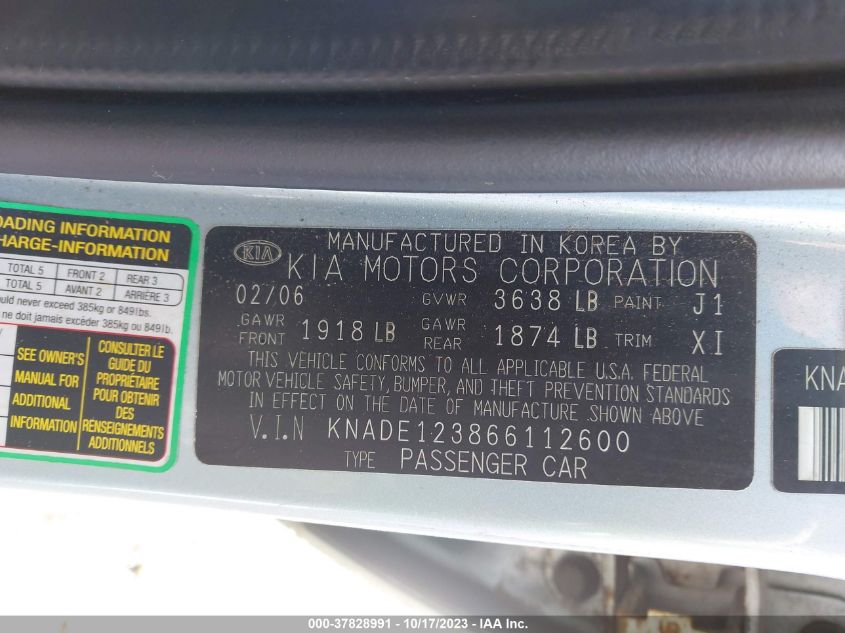 OADING INFORMATION
HARGE-INFORMATION
TOTAL 5 FRONT 2 REAR 3
TOTAL 5 AVANT 2 ARRIÈRE 3
ould never exceed 385kg or 849lbs.
ne doit jamais excéder 385kg ou 849lb.
SEE OWNER'S
MANUAL FOR
ADDITIONAL
INFORMATION
CONSULTER LE
GUIDE DU
PROPRIÉTAIRE
POUR OBTENIR
DES
RENSEIGNEMENTS
ADDITIONNELS
KIA
MANUFACTURED IN KOREA BY
KIA MOTORS CORPORATION
02/06 GVWR 3638 LB PAINT J1
GAWR FRONT 1918 LB GAWR REAR 1874 LB TRIM XI
THIS VEHICLE CONFORMS TO ALL APPLICABLE U.S.A. FEDERAL
MOTOR VEHICLE SAFETY, BUMPER, AND THEFT PREVENTION STANDARDS
IN EFFECT ON THE DATE OF MANUFACTURE SHOWN ABOVE
V.I.N KNADE123866112600
TYPE PASSENGER CAR
KNA
000-37828991 - 10/17/2023 - IAA Inc.